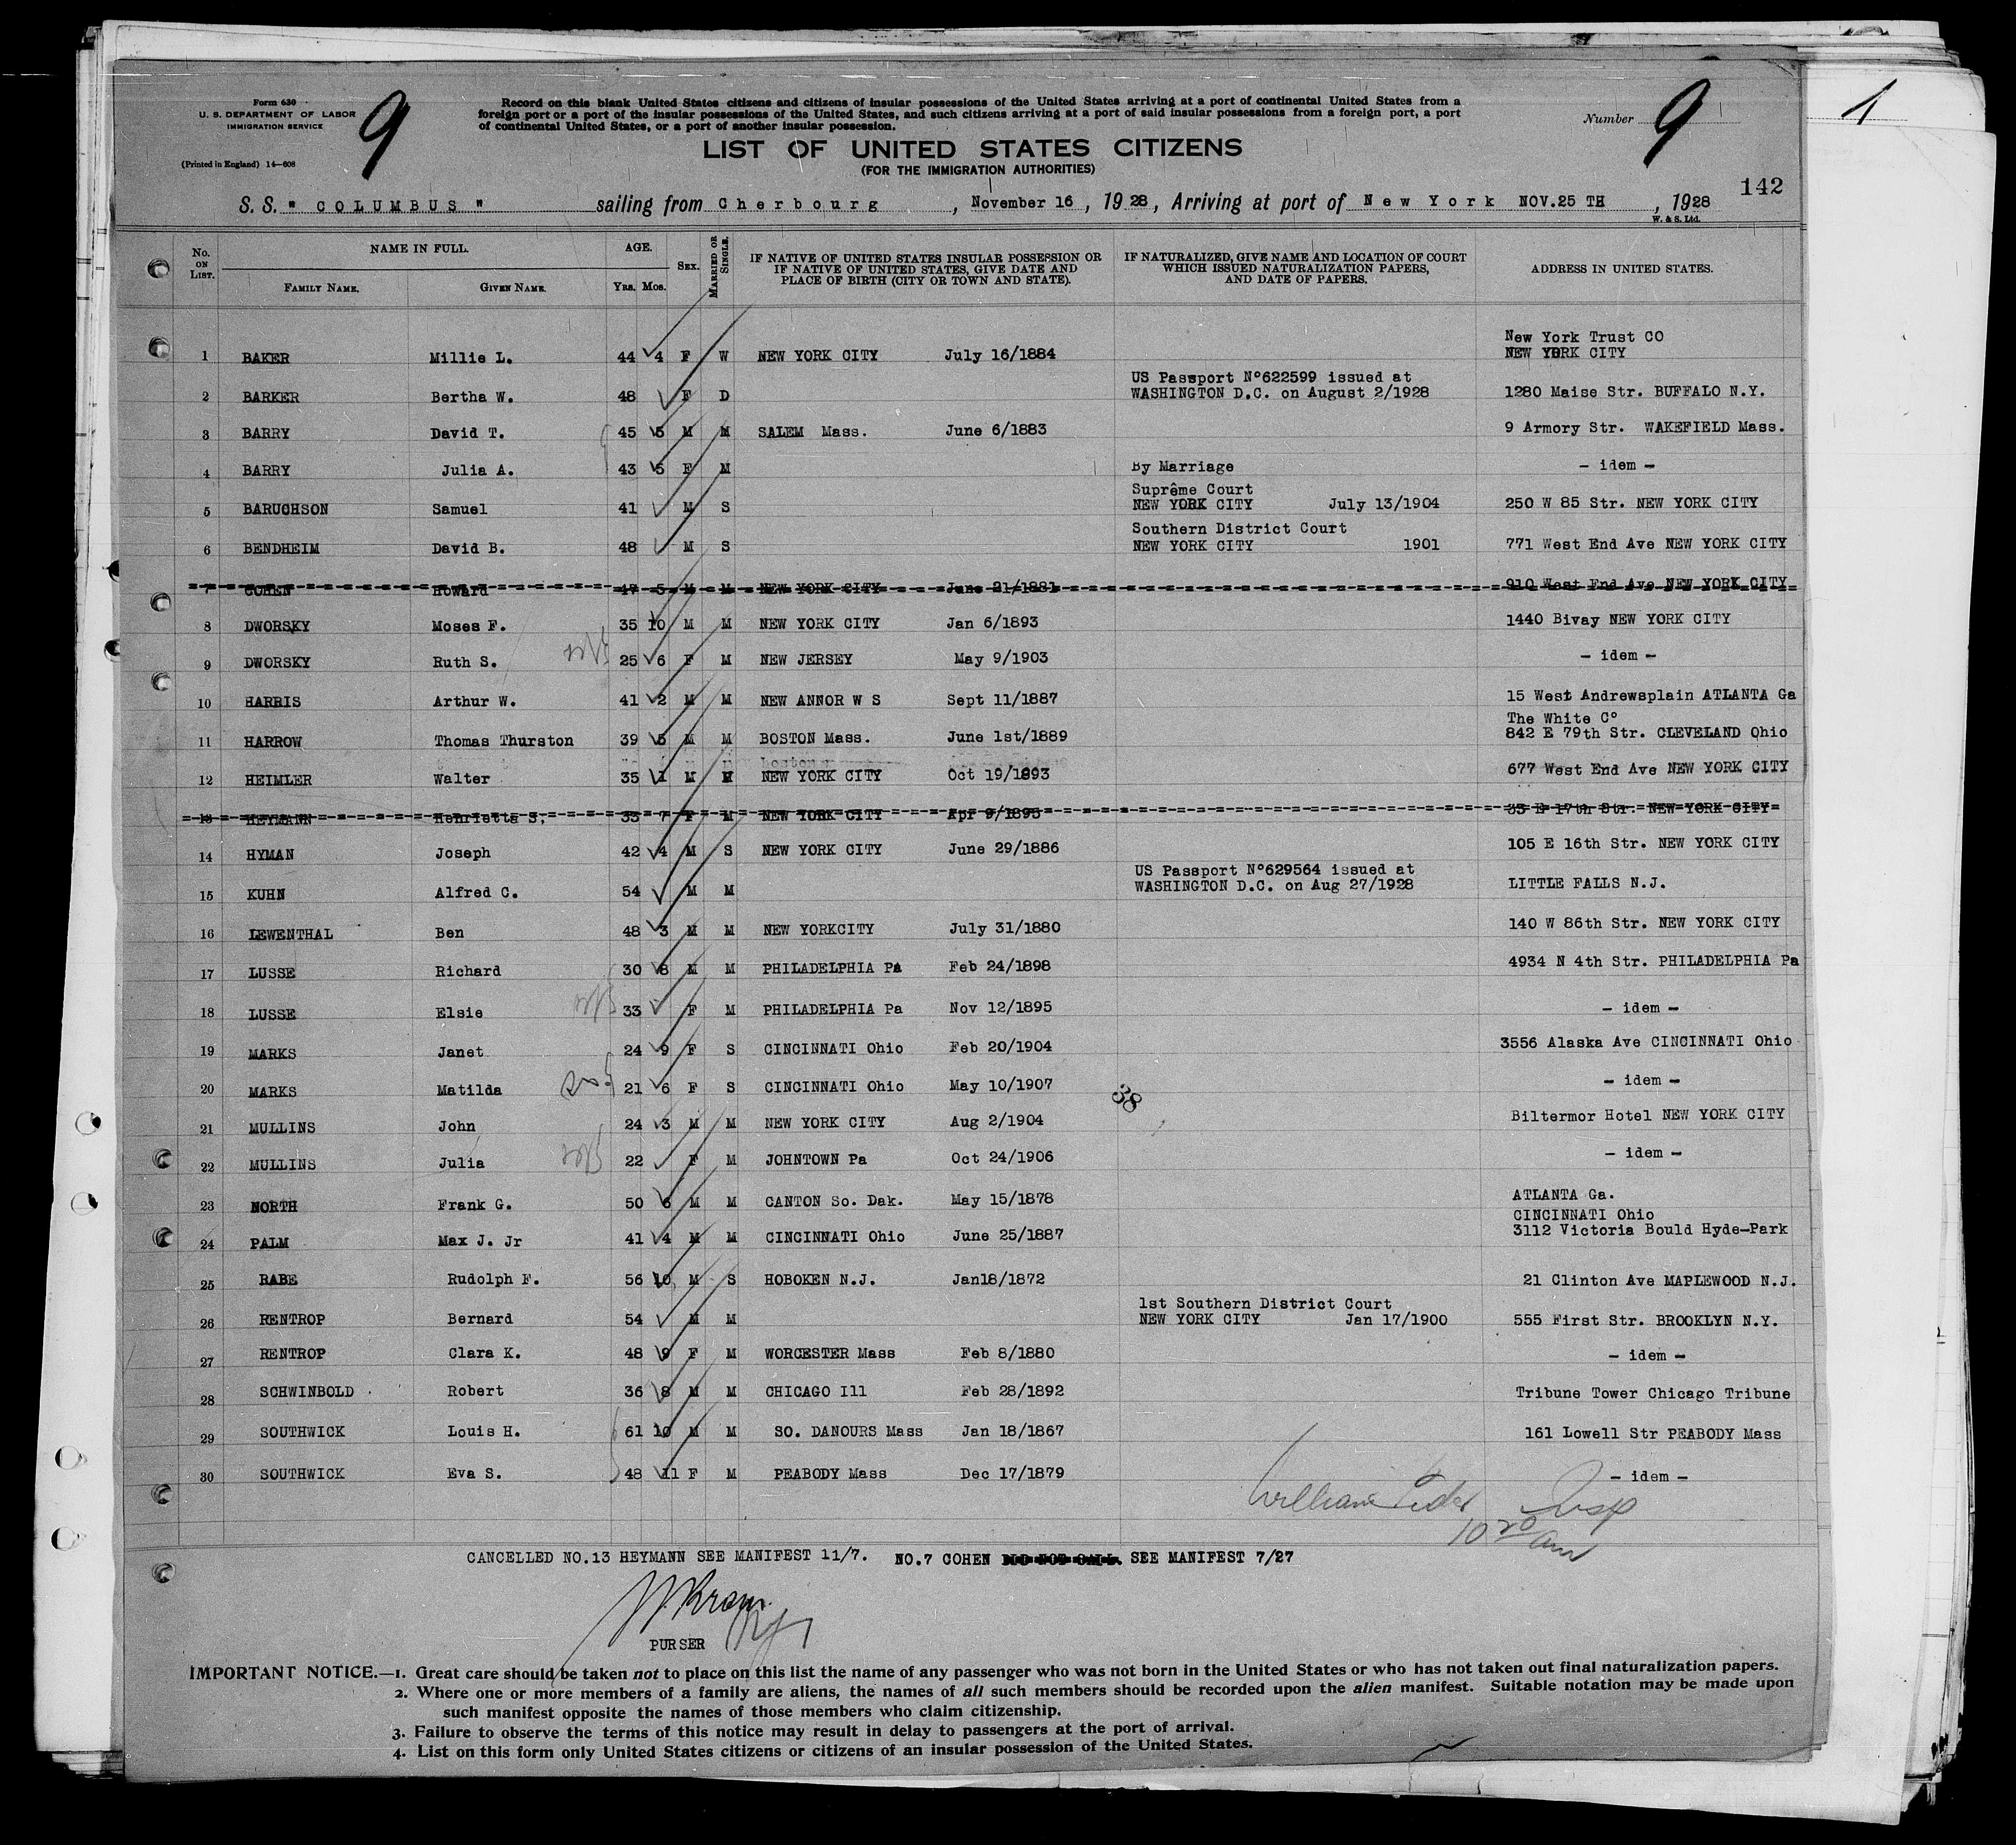 Form 630
U. S. DEPARTMENT OF LABOR
IMMIGRATION SERVICE
(Printed in England) 14—608
9
Record on this blank United States citizens and citizens of insular possessions of the United States arriving at a port of continental United States from a
foreign port or a port of the insular possessions of the United States, and such citizens arriving at a port of said insular possessions from a foreign port, a port
of continental United States, or a port of another insular possession.
Number 9
1
LIST OF UNITED STATES CITIZENS
(FOR THE IMMIGRATION AUTHORITIES)
142
S. S. " COLUMBUS " sailing from Cherbourg, November 16, 1928, Arriving at port of New York NOV.25 TH, 1928
W. & S. Ltd.
No. ON LIST. NAME IN FULL. FAMILY NAME. GIVEN NAME. AGE. YRS. MOS. SEX. MARRIED OR SINGLE. IF NATIVE OF UNITED STATES INSULAR POSSESSION OR IF NATIVE OF UNITED STATES, GIVE DATE AND PLACE OF BIRTH (CITY OR TOWN AND STATE). IF NATURALIZED, GIVE NAME AND LOCATION OF COURT WHICH ISSUED NATURALIZATION PAPERS, AND DATE OF PAPERS. ADDRESS IN UNITED STATES.
New York Trust CO
1 BAKER Millie L. 44 4 F W NEW YORK CITY July 16/1884 NEW YORK CITY
US Passport N°622599 issued at
2 BARKER Bertha W. 48 F D WASHINGTON D.C. on August 2/1928 1280 Maise Str. BUFFALO N.Y.
3 BARRY David T. 45 5 M M SALEM Mass. June 6/1883 9 Armory Str. WAKEFIELD Mass.
4 BARRY Julia A. 43 5 F M By Marriage - idem -
Suprême Court
5 BARUCHSON Samuel 41 M S NEW YORK CITY July 13/1904 250 W 85 Str. NEW YORK CITY
Southern District Court
6 BENDHEIM David B. 48 M S NEW YORK CITY 1901 771 West End Ave NEW YORK CITY
7 COHEN Howard 47 5 M M NEW YORK CITY June 21/1881 910 West End Ave NEW YORK CITY
8 DWORSKY Moses F. 35 10 M M NEW YORK CITY Jan 6/1893 1440 Bivay NEW YORK CITY
9 DWORSKY Ruth S. 25 6 F M NEW JERSEY May 9/1903 - idem -
10 HARRIS Arthur W. 41 2 M M NEW ANNOR W S Sept 11/1887 15 West Andrewsplain ATLANTA Ga
The White C°
11 HARROW Thomas Thurston 39 5 M M BOSTON Mass. June 1st/1889 842 E 79th Str. CLEVELAND Ohio
12 HEIMLER Walter 35 1 M M NEW YORK CITY Oct 19/1893 677 West End Ave NEW YORK CITY
13 HEYMANN Henrietta S. 33 7 F M NEW YORK CITY Apr 9/1895 33 E 17th Str. NEW YORK CITY
14 HYMAN Joseph 42 4 M S NEW YORK CITY June 29/1886 105 E 16th Str. NEW YORK CITY
US Passport N°629564 issued at
15 KUHN Alfred C. 54 M M WASHINGTON D.C. on Aug 27/1928 LITTLE FALLS N.J.
16 LEWENTHAL Ben 48 3 M M NEW YORKCITY July 31/1880 140 W 86th Str. NEW YORK CITY
17 LUSSE Richard 30 8 M M PHILADELPHIA Pa Feb 24/1898 4934 N 4th Str. PHILADELPHIA Pa
18 LUSSE Elsie 33 F M PHILADELPHIA Pa Nov 12/1895 - idem -
19 MARKS Janet 24 9 F S CINCINNATI Ohio Feb 20/1904 3556 Alaska Ave CINCINNATI Ohio
20 MARKS Matilda 21 6 F S CINCINNATI Ohio May 10/1907 - idem -
38
21 MULLINS John 24 3 M M NEW YORK CITY Aug 2/1904 Biltermor Hotel NEW YORK CITY
22 MULLINS Julia 22 F M JOHNTOWN Pa Oct 24/1906 - idem -
23 NORTH Frank G. 50 6 M M CANTON So. Dak. May 15/1878 ATLANTA Ga.
CINCINNATI Ohio
24 PALM Max J. Jr 41 4 M M CINCINNATI Ohio June 25/1887 3112 Victoria Bould Hyde-Park
25 RABE Rudolph F. 56 10 M S HOBOKEN N.J. Jan18/1872 21 Clinton Ave MAPLEWOOD N.J.
1st Southern District Court
26 RENTROP Bernard 54 M M NEW YORK CITY Jan 17/1900 555 First Str. BROOKLYN N.Y.
27 RENTROP Clara K. 48 9 F M WORCESTER Mass Feb 8/1880 - idem -
28 SCHWINBOLD Robert 36 8 M M CHICAGO Ill Feb 28/1892 Tribune Tower Chicago Tribune
29 SOUTHWICK Louis H. 61 10 M M SO. DANOURS Mass Jan 18/1867 161 Lowell Str PEABODY Mass
30 SOUTHWICK Eva S. 48 11 F M PEABODY Mass Dec 17/1879 - idem -
William Insp
10 20 am
CANCELLED NO.13 HEYMANN SEE MANIFEST 11/7. NO.7 COHEN DID NOT CALL. SEE MANIFEST 7/27
PURSER
IMPORTANT NOTICE.—1. Great care should be taken not to place on this list the name of any passenger who was not born in the United States or who has not taken out final naturalization papers.
2. Where one or more members of a family are aliens, the names of all such members should be recorded upon the alien manifest. Suitable notation may be made upon
such manifest opposite the names of those members who claim citizenship.
3. Failure to observe the terms of this notice may result in delay to passengers at the port of arrival.
4. List on this form only United States citizens or citizens of an insular possession of the United States.